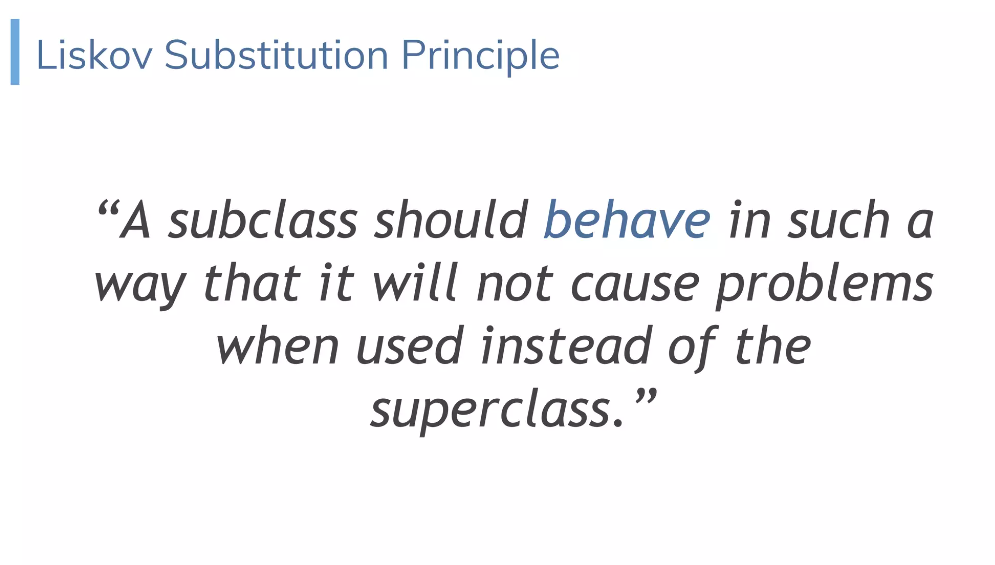 Liskov Substitution Principle
“A subclass should behave in such a
way that it will not cause problems
when used instead of the
superclass.”